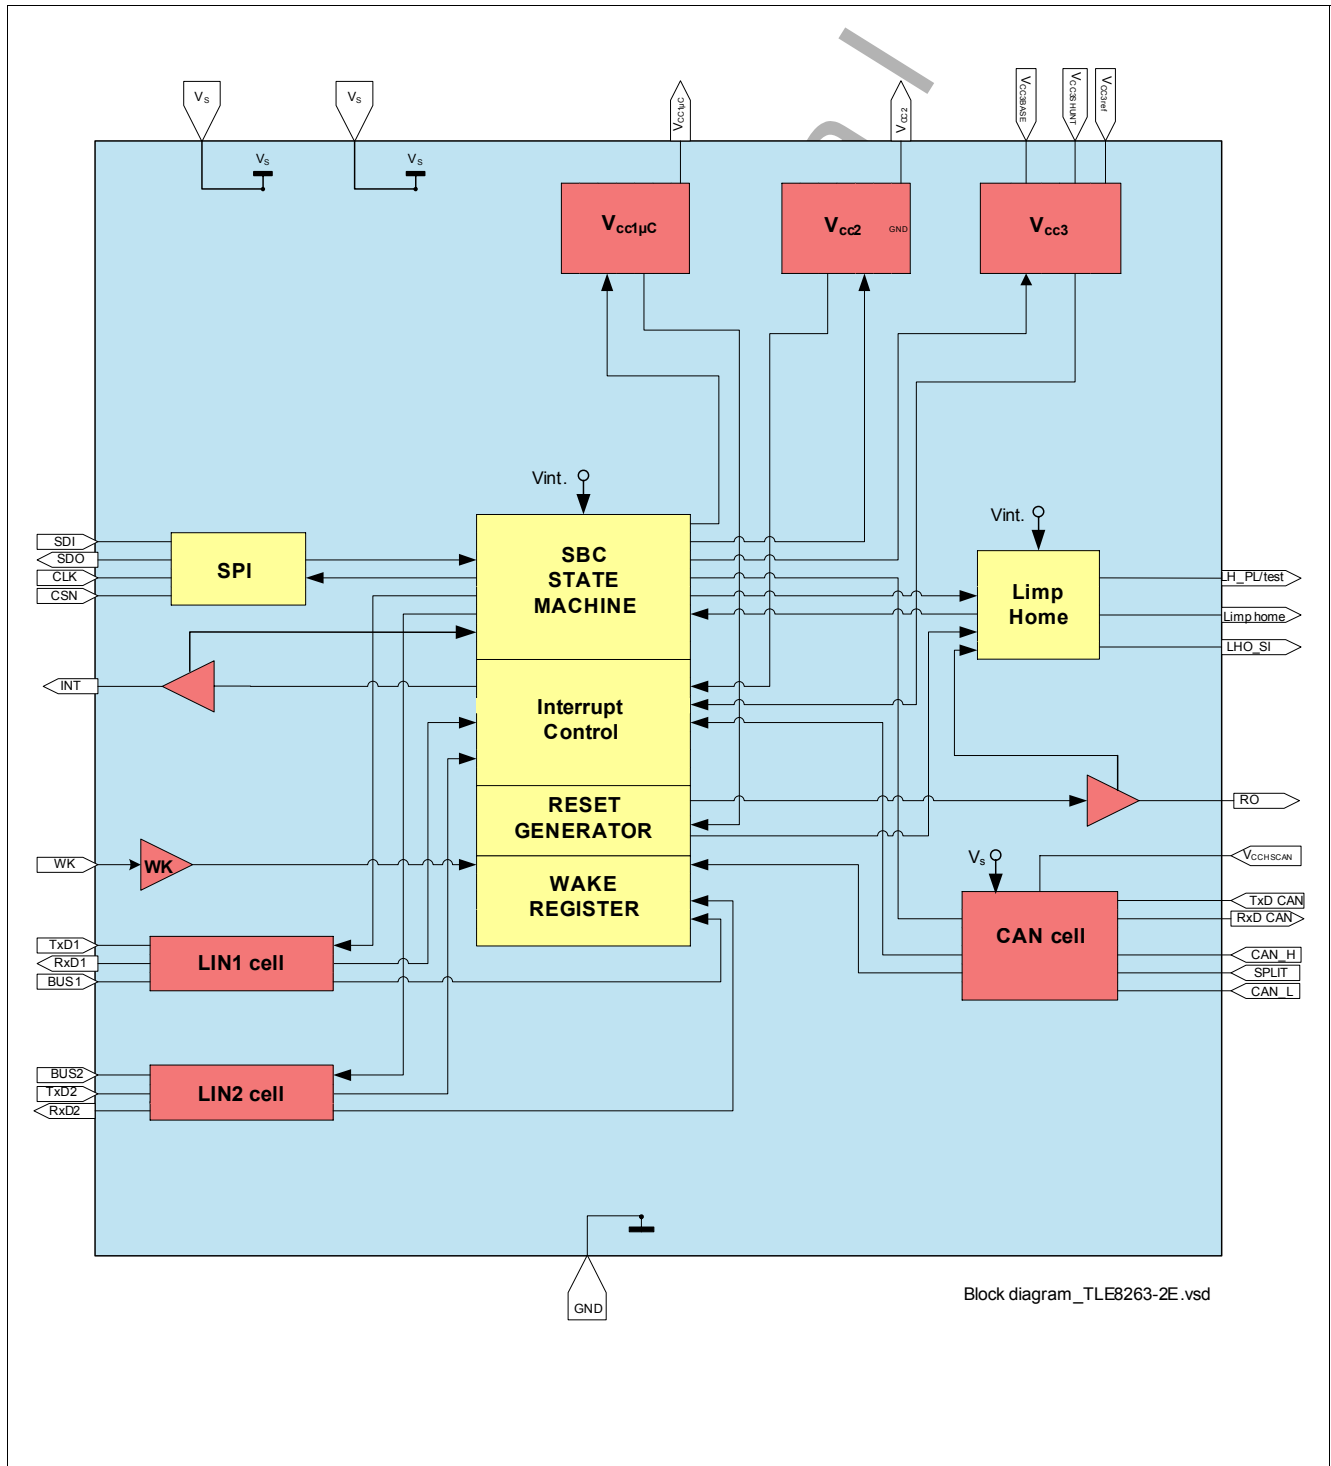 Vs
Vs
VCC1µC
VCC2
VCC3BASE
VCC3SHUNT
VCC3ref
Vs
Vs
Vcc1µC
Vcc2
GND
Vcc3
Vint.
Vint.
SDI
SDO
CLK
CSN
SPI
SBC
STATE
MACHINE
Limp
Home
LH_PL/test
Limp home
LHO_SI
INT
Interrupt
Control
RESET
GENERATOR
RO
WK
WK
WAKE
REGISTER
Vs
VCCHSCAN
CAN cell
TxD CAN
RxD CAN
CAN_H
SPLIT
CAN_L
TxD1
RxD1
BUS1
LIN1 cell
BUS2
TxD2
RxD2
LIN2 cell
GND
Block diagram_TLE8263-2E.vsd